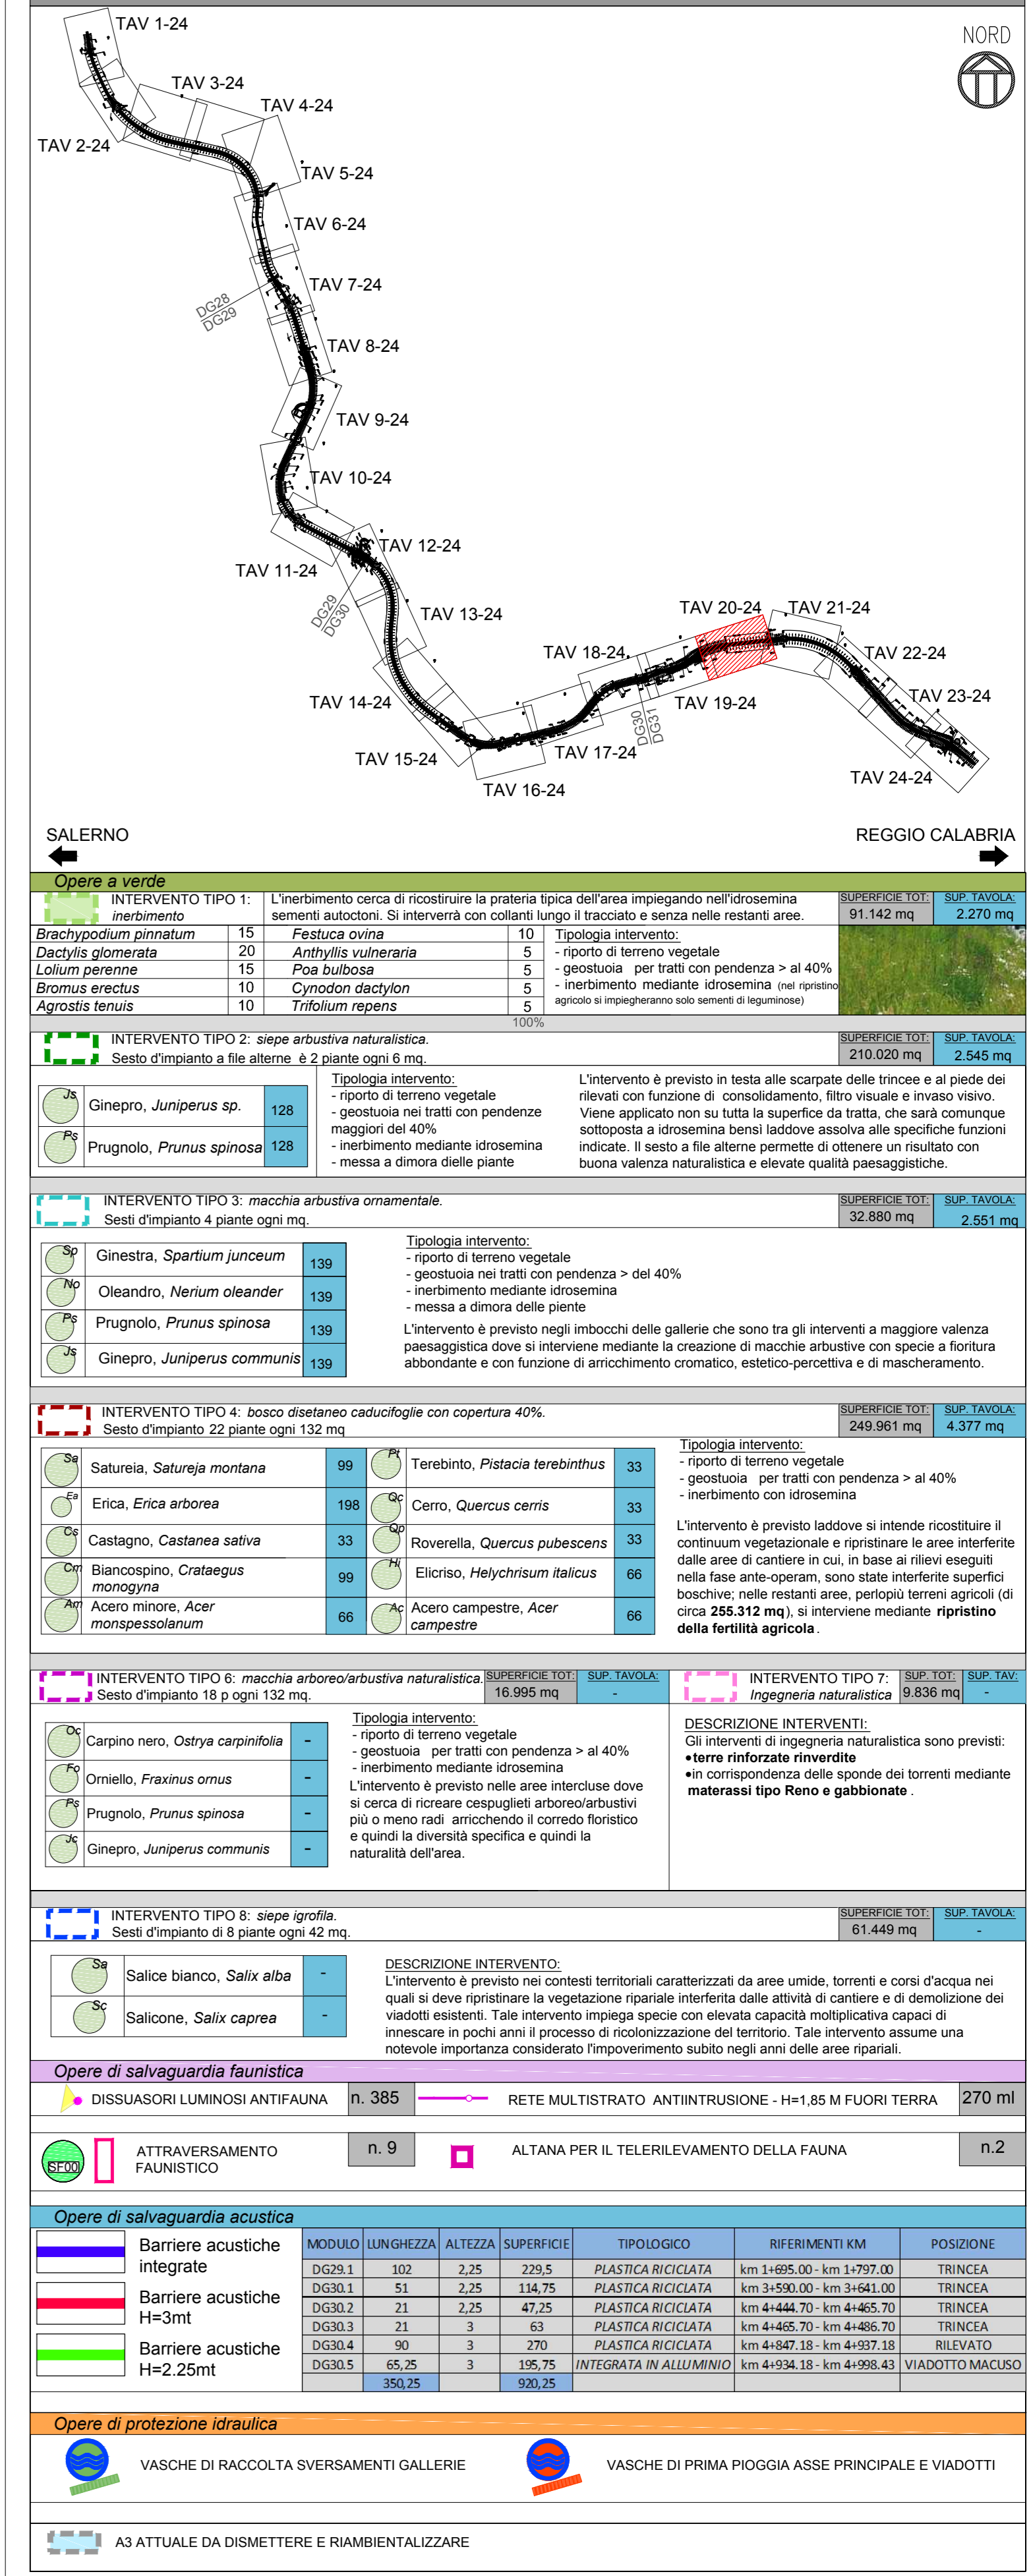 TAV 1-24
NORD
TAV 3-24
TAV 4-24
TAV 2-24
TAV 5-24
TAV 6-24
TAV 7-24
DG28
DG29
TAV 8-24
TAV 9-24
TAV 10-24
TAV 12-24
TAV 11-24
DG29
DG30
TAV 13-24
TAV 20-24
TAV 21-24
TAV 18-24
TAV 22-24
TAV 14-24
TAV 19-24
TAV 23-24
DG30
DG31
TAV 15-24
TAV 17-24
TAV 24-24
TAV 16-24
SALERNO
REGGIO CALABRIA
Opere a verde
INTERVENTO TIPO 1:
inerbimento
L'inerbimento cerca di ricostruire la prateria tipica dell'area impiegando nell'idrosemina
sementi autoctoni. Si interverrà con collanti lungo il tracciato e senza nelle restanti aree.
SUPERFICIE TOT: SUP. TAVOLA:
91.142 mq 2.270 mq
Brachypodium pinnatum 15 Festuca ovina 10
Dactylis glomerata 20 Anthyllis vulneraria 5
Lolium perenne 15 Poa bulbosa 5
Bromus erectus 10 Cynodon dactylon 5
Agrostis tenuis 10 Trifolium repens 5
100%
Tipologia intervento:
- riporto di terreno vegetale
- geostuoia per tratti con pendenza > al 40%
- inerbimento mediante idrosemina (nel ripristino
agricolo si impiegheranno solo sementi di leguminose)
INTERVENTO TIPO 2: siepe arbustiva naturalistica.
Sesto d'impianto a file alterne è 2 piante ogni 6 mq.
SUPERFICIE TOT: SUP. TAVOLA:
210.020 mq 2.545 mq
Js Ginepro, Juniperus sp. 128
Ps Prugnolo, Prunus spinosa 128
Tipologia intervento:
- riporto di terreno vegetale
- geostuoia nei tratti con pendenze
maggiori del 40%
- inerbimento mediante idrosemina
- messa a dimora dielle piante
L'intervento è previsto in testa alle scarpate delle trincee e al piede dei
rilevati con funzione di consolidamento, filtro visuale e invaso visivo.
Viene applicato non su tutta la superfice da tratta, che sarà comunque
sottoposta a idrosemina bensì laddove assolva alle specifiche funzioni
indicate. Il sesto a file alterne permette di ottenere un risultato con
buona valenza naturalistica e elevate qualità paesaggistiche.
INTERVENTO TIPO 3: macchia arbustiva ornamentale.
Sesti d'impianto 4 piante ogni mq.
SUPERFICIE TOT: SUP. TAVOLA:
32.880 mq 2.551 mq
Sp Ginestra, Spartium junceum 139
No Oleandro, Nerium oleander 139
Ps Prugnolo, Prunus spinosa 139
Js Ginepro, Juniperus communis 139
Tipologia intervento:
- riporto di terreno vegetale
- geostuoia nei tratti con pendenza > del 40%
- inerbimento mediante idrosemina
- messa a dimora delle piente
L'intervento è previsto negli imbocchi delle gallerie che sono tra gli interventi a maggiore valenza
paesaggistica dove si interviene mediante la creazione di macchie arbustive con specie a fioritura
abbondante e con funzione di arricchimento cromatico, estetico-percettiva e di mascheramento.
INTERVENTO TIPO 4: bosco disetaneo caducifoglie con copertura 40%.
Sesto d'impianto 22 piante ogni 132 mq
SUPERFICIE TOT: SUP. TAVOLA:
249.961 mq 4.377 mq
Sa Satureia, Satureja montana 99 Pt Terebinto, Pistacia terebinthus 33
Ea Erica, Erica arborea 198 Qc Cerro, Quercus cerris 33
Cs Castagno, Castanea sativa 33 Qp Roverella, Quercus pubescens 33
Cm Biancospino, Crataegus
monogyna 99 Hi Elicriso, Helychrisum italicus 66
Am Acero minore, Acer
monspessolanum 66 Ac Acero campestre, Acer
campestre 66
Tipologia intervento:
- riporto di terreno vegetale
- geostuoia per tratti con pendenza > al 40%
- inerbimento con idrosemina
L'intervento è previsto laddove si intende ricostituire il
continuum vegetazionale e ripristinare le aree interferite
dalle aree di cantiere in cui, in base ai rilievi eseguiti
nella fase ante-operam, sono state interferite superfici
boschive; nelle restanti aree, perlopiù terreni agricoli (di
circa 255.312 mq), si interviene mediante ripristino
della fertilità agricola.
INTERVENTO TIPO 6: macchia arboreo/arbustiva naturalistica.
Sesto d'impianto 18 p ogni 132 mq.
SUPERFICIE TOT: SUP. TAVOLA:
16.995 mq -
INTERVENTO TIPO 7:
Ingegneria naturalistica
SUP. TOT: SUP. TAV:
9.836 mq -
Oc Carpino nero, Ostrya carpinifolia -
Fo Orniello, Fraxinus ornus -
Ps Prugnolo, Prunus spinosa -
Jc Ginepro, Juniperus communis -
Tipologia intervento:
- riporto di terreno vegetale
- geostuoia per tratti con pendenza > al 40%
- inerbimento mediante idrosemina
L'intervento è previsto nelle aree intercluse dove
si cerca di ricreare cespuglieti arboreo/arbustivi
più o meno radi arricchendo il corredo floristico
e quindi la diversità specifica e quindi la
naturalità dell'area.
DESCRIZIONE INTERVENTI:
Gli interventi di ingegneria naturalistica sono previsti:
•terre rinforzate rinverdite
•in corrispondenza delle sponde dei torrenti mediante
materassi tipo Reno e gabbionate .
INTERVENTO TIPO 8: siepe igrofila.
Sesti d'impianto di 8 piante ogni 42 mq.
SUPERFICIE TOT: SUP. TAVOLA:
61.449 mq -
Sa Salice bianco, Salix alba -
Sc Salicone, Salix caprea -
DESCRIZIONE INTERVENTO:
L'intervento è previsto nei contesti territoriali caratterizzati da aree umide, torrenti e corsi d'acqua nei
quali si deve ripristinare la vegetazione ripariale interferita dalle attività di cantiere e di demolizione dei
viadotti esistenti. Tale intervento impiega specie con elevata capacità moltiplicativa capaci di
innescare in pochi anni il processo di ricolonizzazione del territorio. Tale intervento assume una
notevole importanza considerato l'impoverimento subito negli anni delle aree ripariali.
Opere di salvaguardia faunistica
DISSUASORI LUMINOSI ANTIFAUNA n. 385
RETE MULTISTRATO ANTIINTRUSIONE - H=1,85 M FUORI TERRA 270 ml
SF00
ATTRAVERSAMENTO
FAUNISTICO
n. 9
ALTANA PER IL TELERILEVAMENTO DELLA FAUNA n.2
Opere di salvaguardia acustica
Barriere acustiche
integrate
Barriere acustiche
H=3mt
Barriere acustiche
H=2.25mt
MODULO LUNGHEZZA ALTEZZA SUPERFICIE TIPOLOGICO RIFERIMENTI KM POSIZIONE
DG29.1 102 2,25 229,5 PLASTICA RICICLATA km 1+695.00 - km 1+797.00 TRINCEA
DG30.1 51 2,25 114,75 PLASTICA RICICLATA km 3+590.00 - km 3+641.00 TRINCEA
DG30.2 21 2,25 47,25 PLASTICA RICICLATA km 4+444.70 - km 4+465.70 TRINCEA
DG30.3 21 3 63 PLASTICA RICICLATA km 4+465.70 - km 4+486.70 TRINCEA
DG30.4 90 3 270 PLASTICA RICICLATA km 4+847.18 - km 4+937.18 RILEVATO
DG30.5 65,25 3 195,75 INTEGRATA IN ALLUMINIO km 4+934.18 - km 4+998.43 VIADOTTO MACUSO
350,25 920,25
Opere di protezione idraulica
VASCHE DI RACCOLTA SVERSAMENTI GALLERIE
VASCHE DI PRIMA PIOGGIA ASSE PRINCIPALE E VIADOTTI
A3 ATTUALE DA DISMETTERE E RIAMBIENTALIZZARE